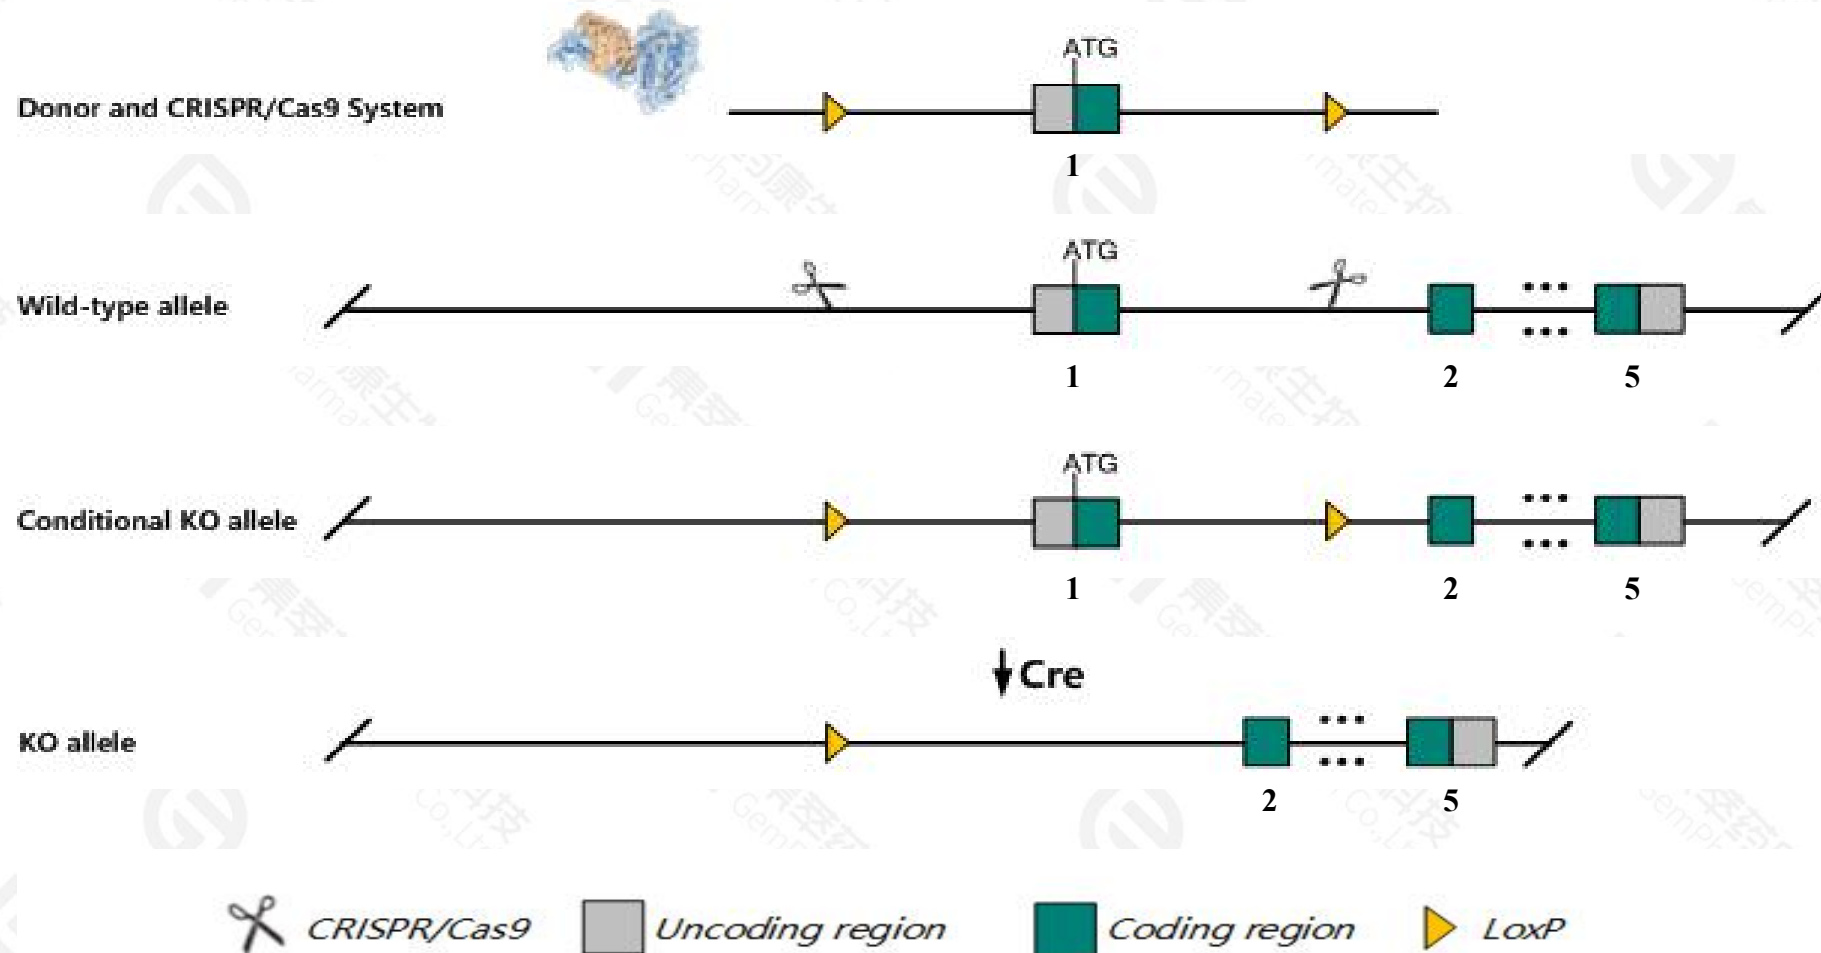 ATG
Donor and CRISPR/Cas9 System
1
ATG
Wild-type allele
1 2 5
ATG
Conditional KO allele
1 2 5
Cre
KO allele
2 5
CRISPR/Cas9 Uncoding region Coding region LoxP